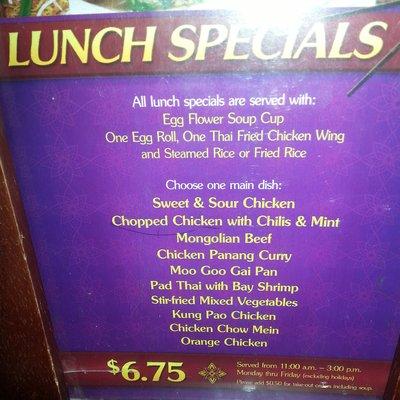 LUNCH SPECIALS
All lunch specials are served with:
Egg Flower Soup Cup
One Egg Roll, One Thai Fried Chicken Wing
and Steamed Rice or Fried Rice
Choose one main dish:
Sweet & Sour Chicken
Chopped Chicken with Chilis & Mint
Mongolian Beef
Chicken Panang Curry
Moo Goo Gai Pan
Pad Thai with Bay Shrimp
Stir-fried Mixed Vegetables
Kung Pao Chicken
Chicken Chow Mein
Orange Chicken
$6.75
Served from 11:00 a.m. – 3:00 p.m.
Monday thru Friday (excluding holidays)
Please add $0.50 for take-out orders including soup.